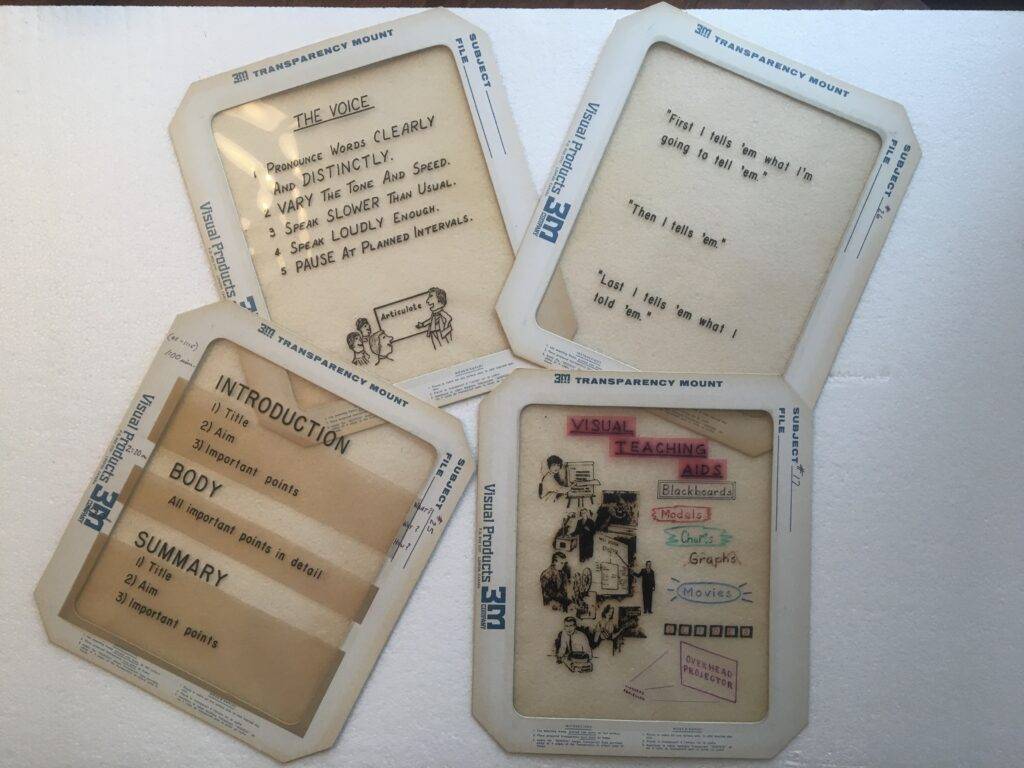 3M TRANSPARENCY MOUNT
SUBJECT
FILE
Visual Products 3M
THE VOICE
1 PRONOUNCE WORDS CLEARLY
AND DISTINCTLY.
2 VARY THE TONE AND SPEED.
3 SPEAK SLOWER THAN USUAL.
4 SPEAK LOUDLY ENOUGH.
5 PAUSE AT PLANNED INTERVALS.
Articulate
3M TRANSPARENCY MOUNT
SUBJECT
FILE
Visual Products 3M COMPANY
"First I tells 'em what I'm
going to tell 'em."
"Then I tells 'em."
"Last I tells 'em what I
told 'em."
3M TRANSPARENCY MOUNT
SUBJECT # 25
FILE
Visual Products 3M COMPANY
INTRODUCTION
1) Title
2) Aim
3) Important points
BODY
All important points in detail
SUMMARY
1) Title
2) Aim
3) Important points
3M TRANSPARENCY MOUNT
SUBJECT #12
FILE
Visual Products 3M COMPANY
VISUAL
TEACHING
AIDS
Blackboards
Models
Charts
Graphs
Movies
OVERHEAD
PROJECTOR